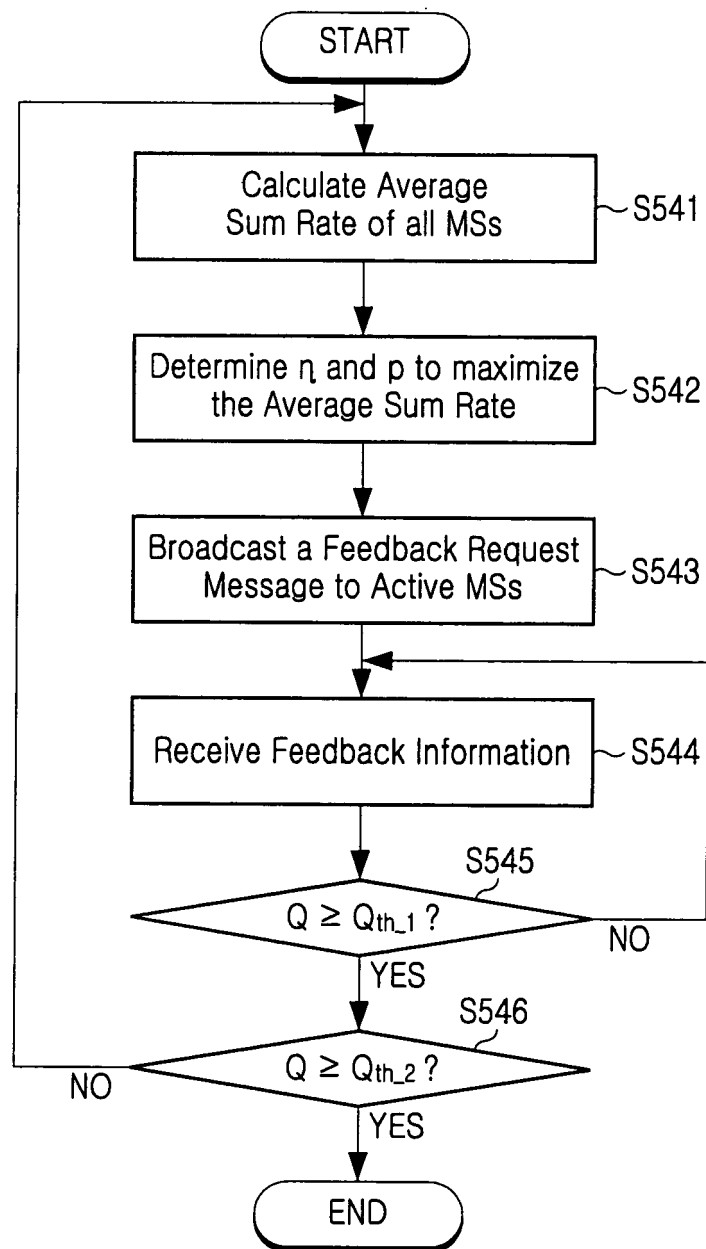 START
Calculate Average
Sum Rate of all MSs
S541
Determine η and p to maximize
the Average Sum Rate
S542
Broadcast a Feedback Request
Message to Active MSs
S543
Receive Feedback Information
S544
S545
Q ≥ Qth_1 ?
NO
YES
S546
Q ≥ Qth_2 ?
NO
YES
END